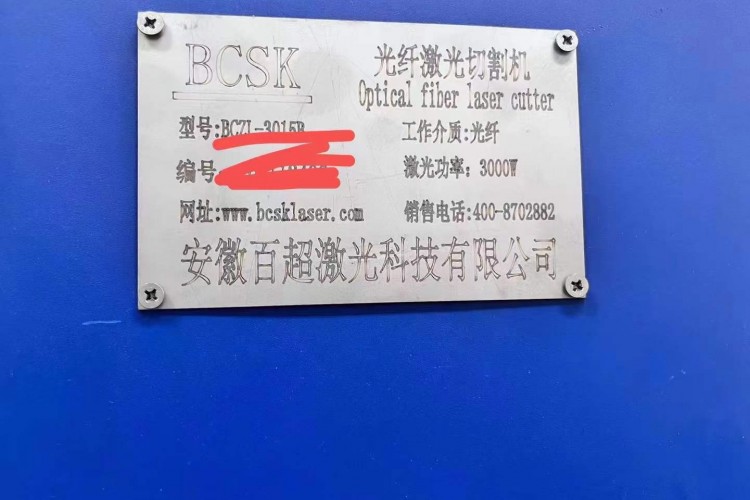 BCSK
光纤激光切割机
Optical fiber laser cutter
型号:
工作介质:光纤
编号
激光功率：3000W
网址:www.bcsklaser.com
销售电话:400-8702882
安徽百超激光科技有限公司